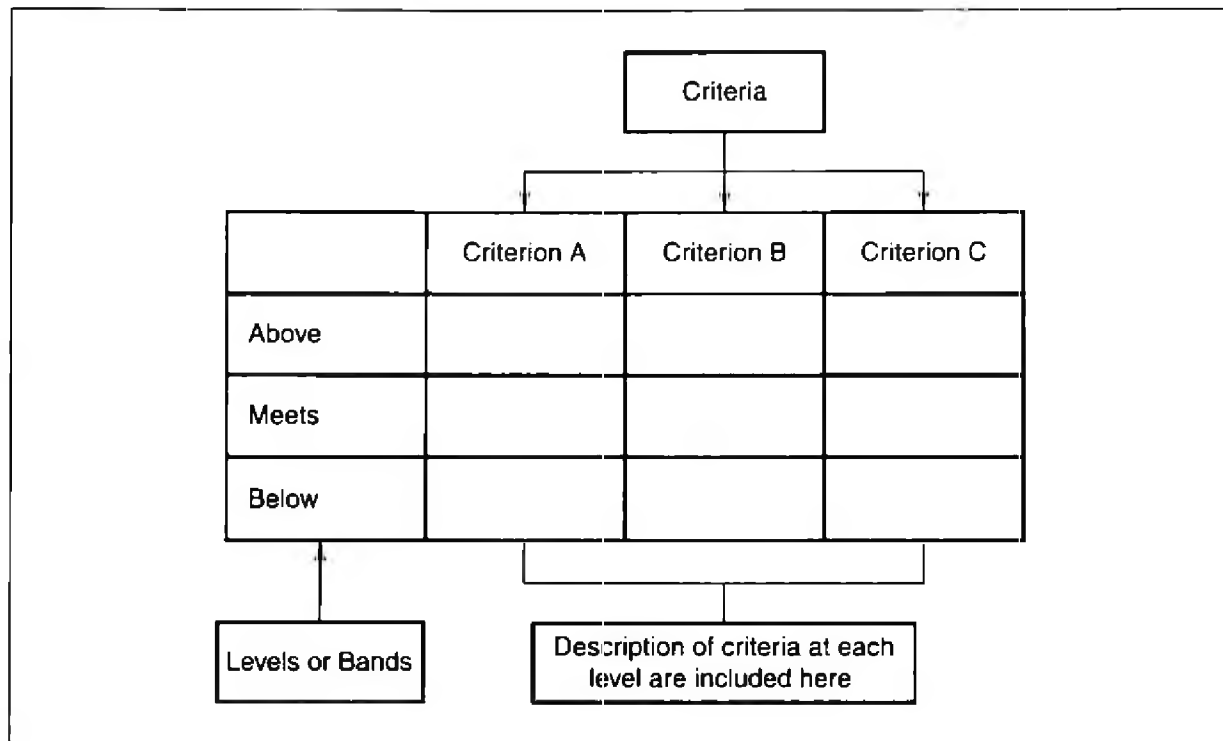 Criteria
Criterion A
Criterion B
Criterion C
Above
Meets
Below
Levels or Bands
Description of criteria at each
level are included here